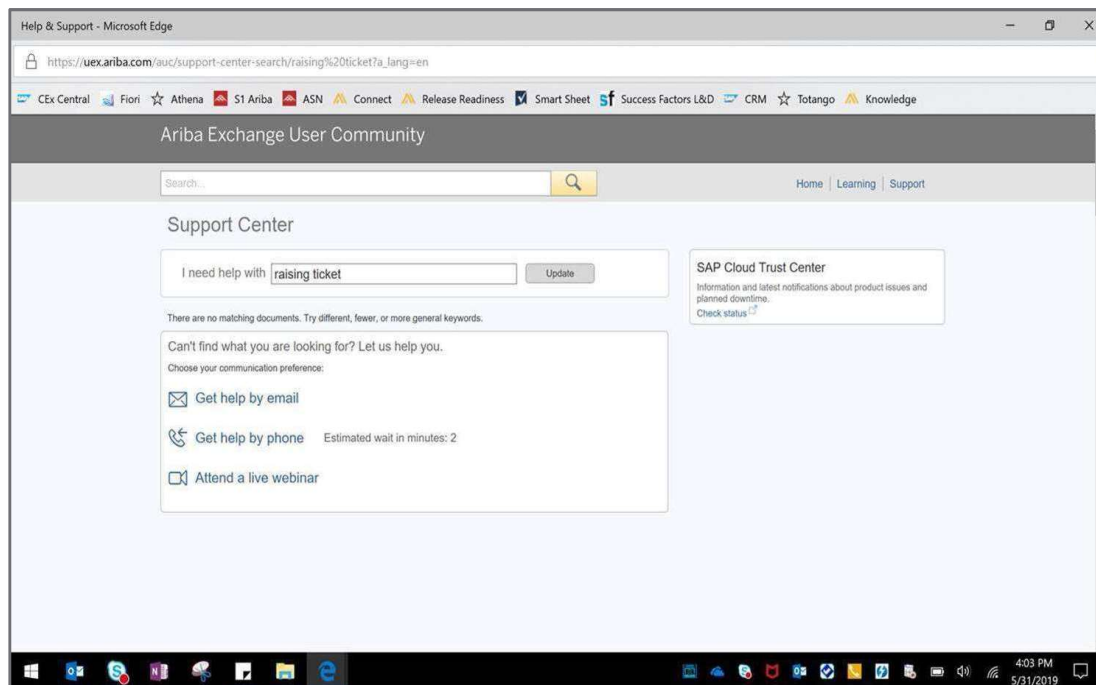 Help & Support - Microsoft Edge
https://uex.ariba.com/auc/support-center-search/raising%20ticket?a_lang=en
CEx Central Fiori Athena S1 Ariba ASN Connect Release Readiness Smart Sheet Sf Success Factors L&D CRM Totango Knowledge
Ariba Exchange User Community
Search... Home | Learning | Support
Support Center
I need help with raising ticket Update
There are no matching documents. Try different, fewer, or more general keywords.
Can't find what you are looking for? Let us help you.
Choose your communication preference:
Get help by email
Get help by phone Estimated wait in minutes: 2
Attend a live webinar
SAP Cloud Trust Center
Information and latest notifications about product issues and
planned downtime.
Check status
4:03 PM
5/31/2019